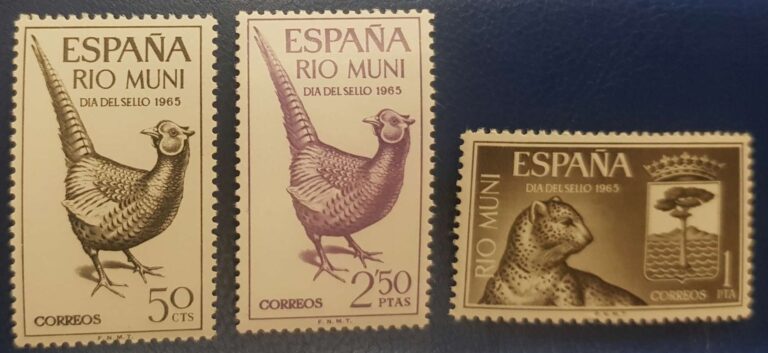 ESPAÑA
RIO MUNI
DIA DEL SELLO 1965
50
CTS
CORREOS
F.N.M.T.
ESPAÑA
RIO MUNI
DIA DEL SELLO 1965
2'50
CORREOS PTAS
F.N.M.T.
ESPAÑA
DIA DEL SELLO 1965
RIO MUNI
1
CORREOS PTA
F.N.M.T.